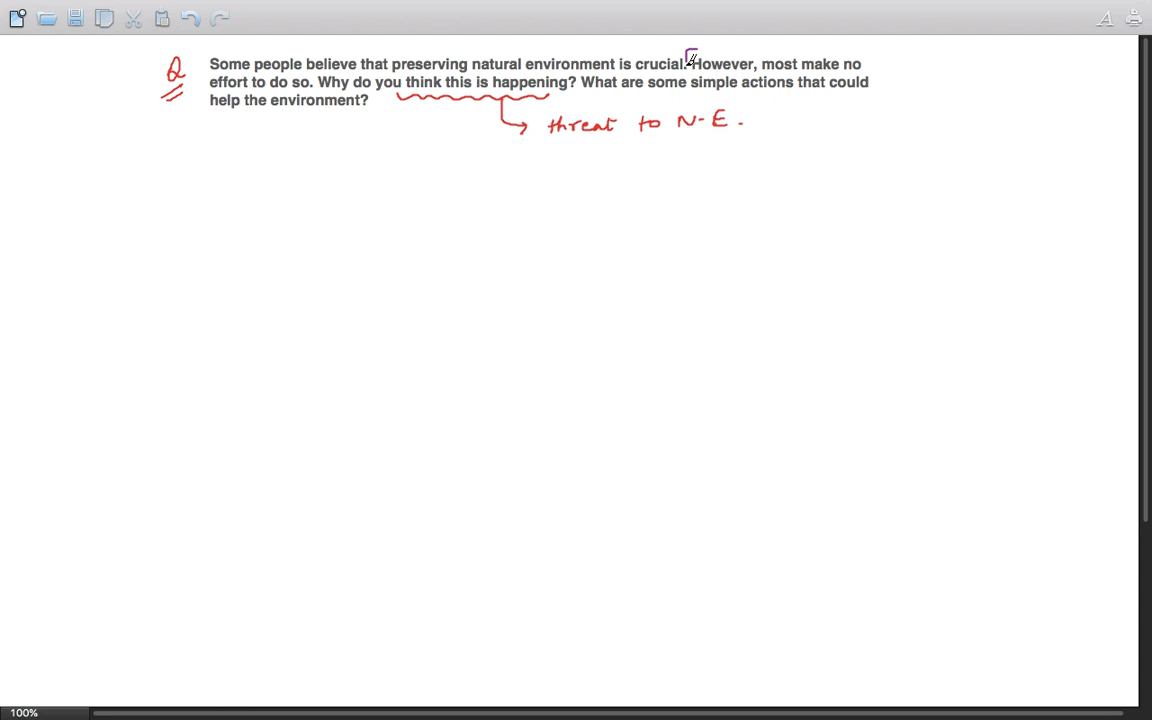 Q Some people believe that preserving natural environment is crucial. However, most make no
effort to do so. Why do you think this is happening? What are some simple actions that could
help the environment?
threat to N-E.
100%